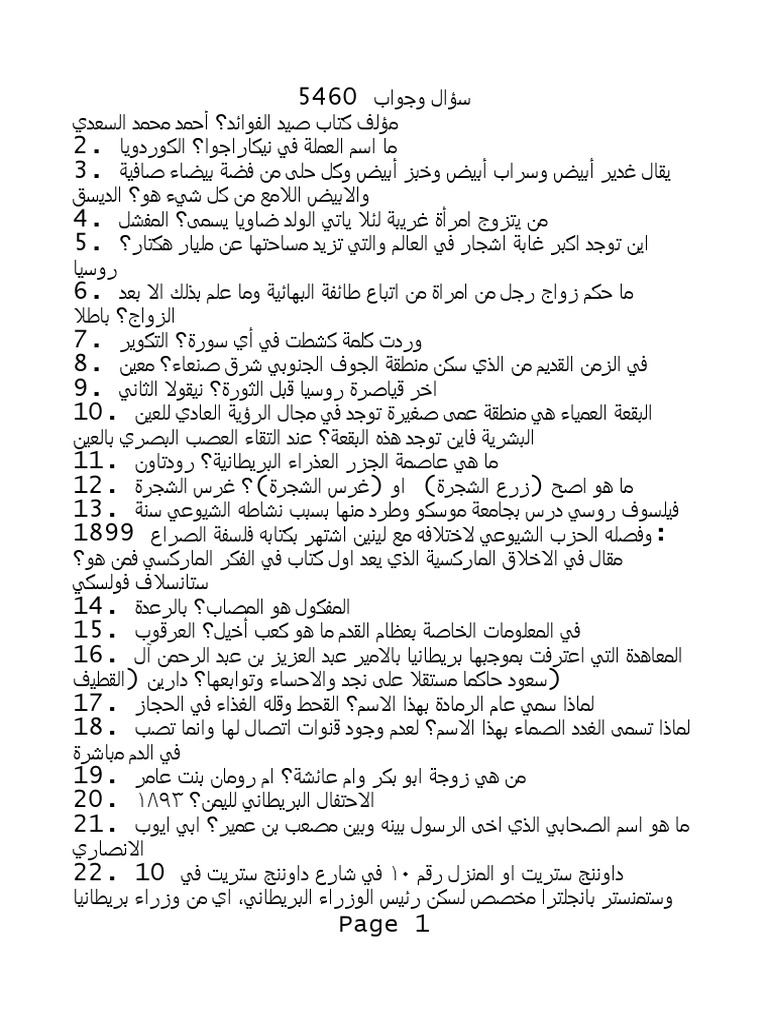 سؤال وجواب 5460
مؤلف كتاب صيد الفوائد؟ أحمد محمد السعدي
2. ما اسم العملة في نيكاراجوا؟ الكوردويا
3. يقال غدير أبيض وسراب أبيض وخبز أبيض وكل حلى من فضة بيضاء صافية
والابيض اللامع من كل شيء هو؟ الديسق
4. من يتزوج امرأة غريبة لئلا ياتي الولد ضاويا يسمى؟ المفشل
5. اين توجد اكبر غابة اشجار في العالم والتي تزيد مساحتها عن مليار هكتار؟
روسيا
6. ما حكم زواج رجل من امراة من اتباع طائفة البهائية وما علم بذلك الا بعد
الزواج؟ باطلا
7. وردت كلمة كشطت في أي سورة؟ التكوير
8. في الزمن القديم من الذي سكن منطقة الجوف الجنوبي شرق صنعاء؟ معين
9. اخر قياصرة روسيا قبل الثورة؟ نيقولا الثاني
10. البقعة العمياء هي منطقة عمى صغيرة توجد في مجال الرؤية العادي للعين
البشرية فاين توجد هذه البقعة؟ عند التقاء العصب البصري بالعين
11. ما هي عاصمة الجزر العذراء البريطانية؟ رودتاون
12. ما هو اصح (زرع الشجرة) او (غرس الشجرة)؟ غرس الشجرة
13. فيلسوف روسي درس بجامعة موسكو وطرد منها بسبب نشاطه الشيوعي سنة
1899 وفصله الحزب الشيوعي لاختلافه مع لينين اشتهر بكتابه فلسفة الصراع:
مقال في الاخلاق الماركسية الذي يعد اول كتاب في الفكر الماركسي فمن هو؟
ستانسلاف فولسكي
14. المفكول هو المصاب؟ بالرعدة
15. في المعلومات الخاصة بعظام القدم ما هو كعب أخيل؟ العرقوب
16. المعاهدة التي اعترفت بموجبها بريطانيا بالامير عبد العزيز بن عبد الرحمن آل
سعود حاكما مستقلا على نجد والاحساء وتوابعها؟ دارين (القطيف)
17. لماذا سمي عام الرمادة بهذا الاسم؟ القحط وقله الغذاء في الحجاز
18. لماذا تسمى الغدد الصماء بهذا الاسم؟ لعدم وجود قنوات اتصال لها وانما تصب
في الدم مباشرة
19. من هي زوجة ابو بكر وام عائشة؟ ام رومان بنت عامر
20. الاحتفال البريطاني لليمن؟ ١٨٩٣
21. ما هو اسم الصحابي الذي اخى الرسول بينه وبين مصعب بن عمير؟ ابي ايوب
الانصاري
22. 10 داوننج ستريت او المنزل رقم ١٠ في شارع داوننج ستريت في
وستمنستر بانجلترا مخصص لسكن رئيس الوزراء البريطاني، اي من وزراء بريطانيا
Page 1